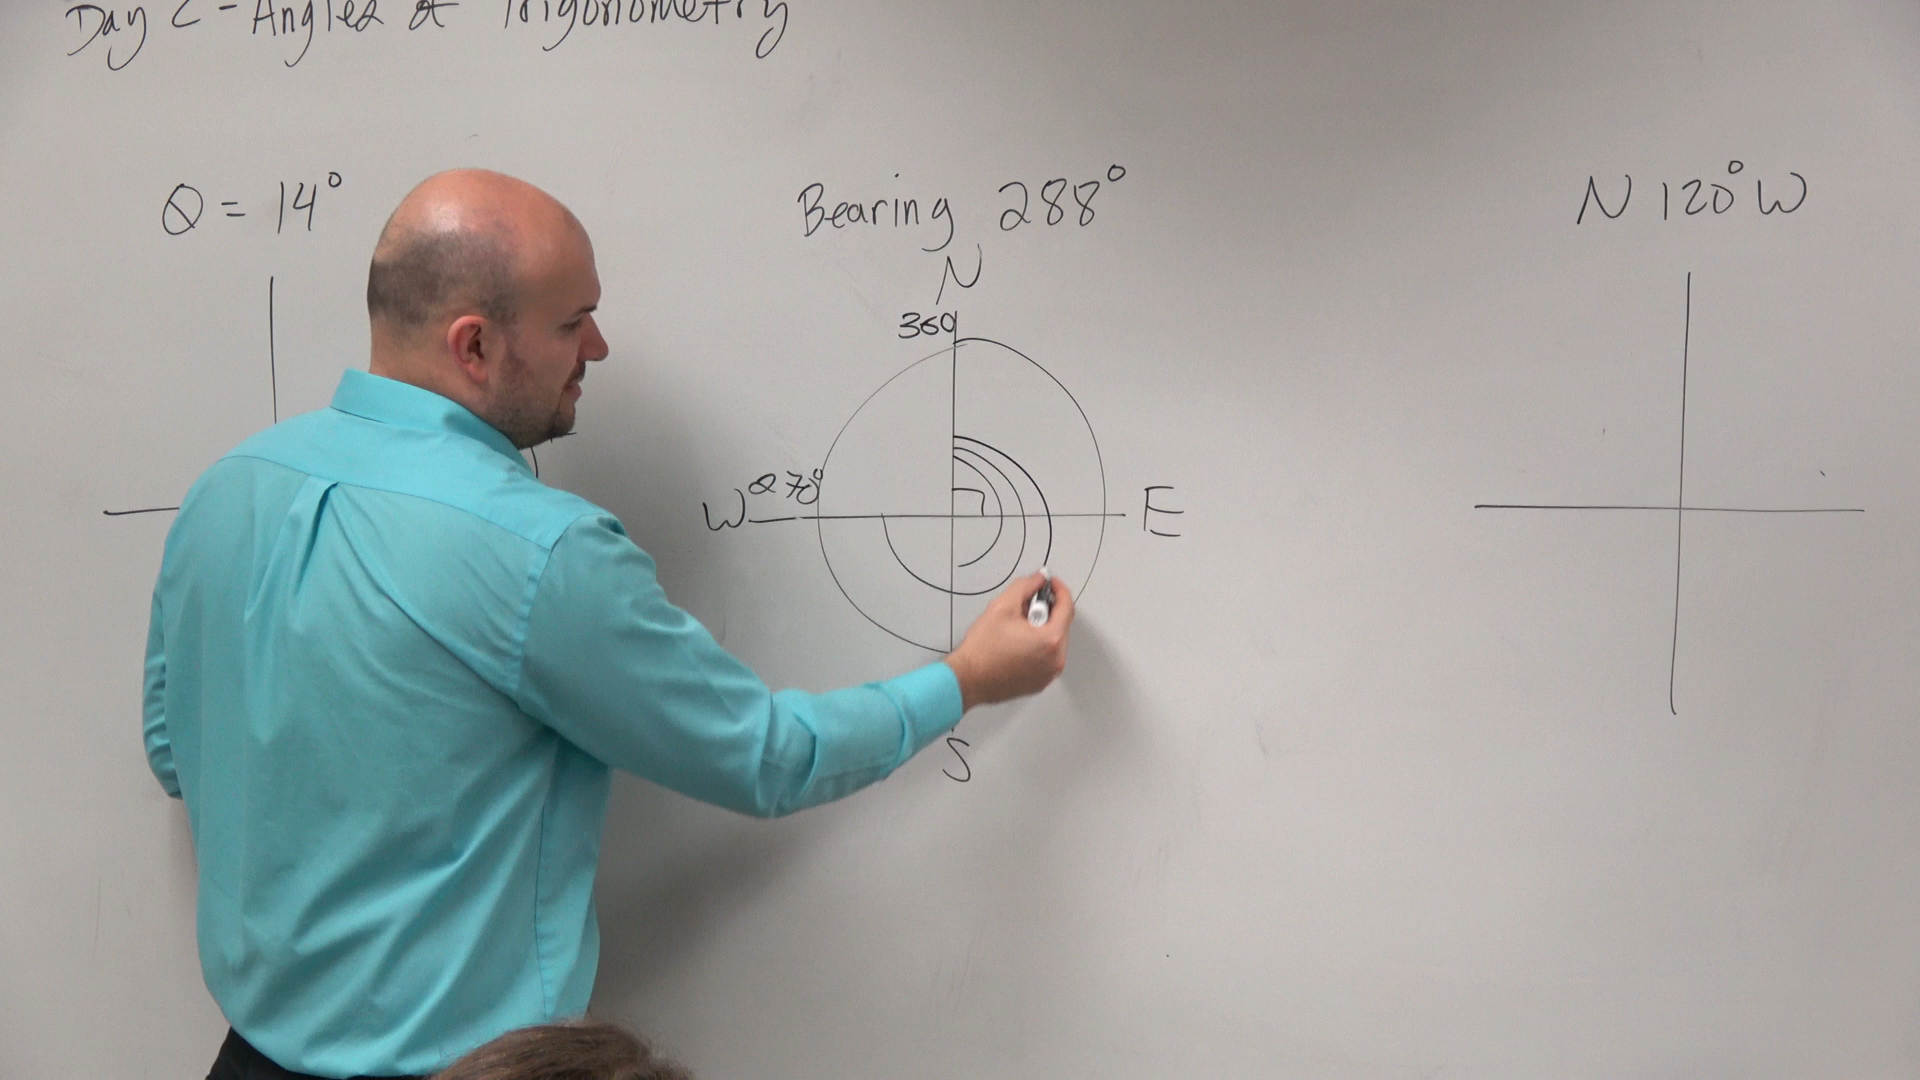 Day 2 - Angles of Trigonometry
Θ = 14°
Bearing 288°
N 120° W
N
360
W 270°
E
S